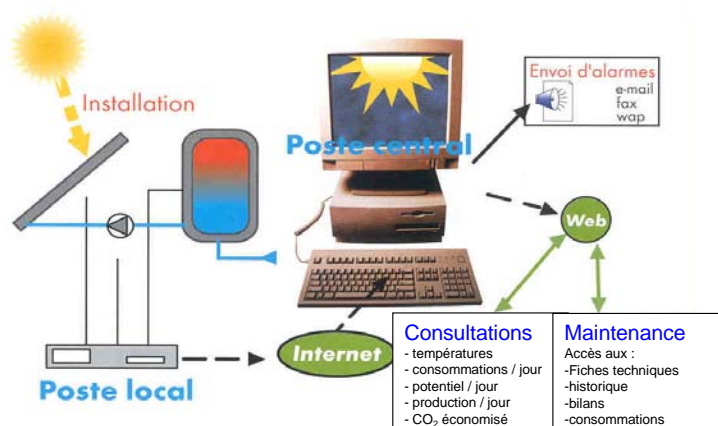 Installation
Poste central
Envoi d'alarmes
e-mail
fax
wap
Web
Internet
Poste local
Consultations
- températures
- consommations / jour
- potentiel / jour
- production / jour
- CO₂ économisé
Maintenance
Accès aux :
-Fiches techniques
-historique
-bilans
-consommations